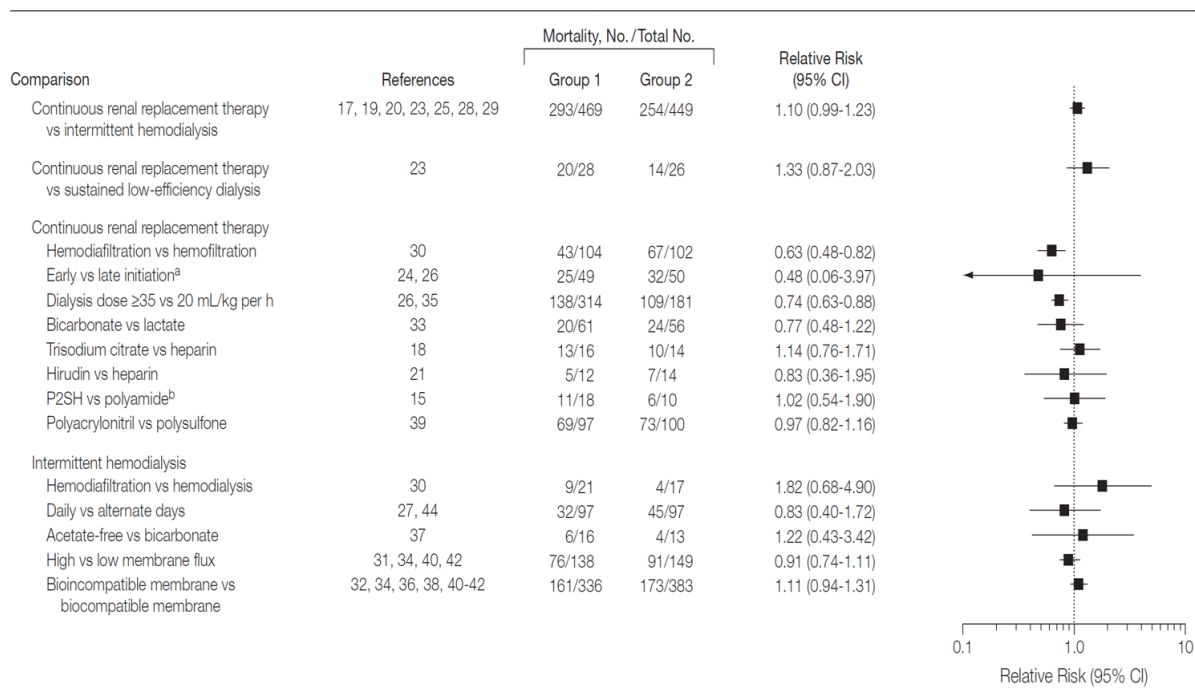 Mortality, No./Total No.
Comparison References Group 1 Group 2 Relative Risk (95% CI)
Continuous renal replacement therapy vs intermittent hemodialysis 17, 19, 20, 23, 25, 28, 29 293/469 254/449 1.10 (0.99-1.23)
Continuous renal replacement therapy vs sustained low-efficiency dialysis 23 20/28 14/26 1.33 (0.87-2.03)
Continuous renal replacement therapy
Hemodiafiltration vs hemofiltration 30 43/104 67/102 0.63 (0.48-0.82)
Early vs late initiationa 24, 26 25/49 32/50 0.48 (0.06-3.97)
Dialysis dose ≥35 vs 20 mL/kg per h 26, 35 138/314 109/181 0.74 (0.63-0.88)
Bicarbonate vs lactate 33 20/61 24/56 0.77 (0.48-1.22)
Trisodium citrate vs heparin 18 13/16 10/14 1.14 (0.76-1.71)
Hirudin vs heparin 21 5/12 7/14 0.83 (0.36-1.95)
P2SH vs polyamideb 15 11/18 6/10 1.02 (0.54-1.90)
Polyacrylonitril vs polysulfone 39 69/97 73/100 0.97 (0.82-1.16)
Intermittent hemodialysis
Hemodiafiltration vs hemodialysis 30 9/21 4/17 1.82 (0.68-4.90)
Daily vs alternate days 27, 44 32/97 45/97 0.83 (0.40-1.72)
Acetate-free vs bicarbonate 37 6/16 4/13 1.22 (0.43-3.42)
High vs low membrane flux 31, 34, 40, 42 76/138 91/149 0.91 (0.74-1.11)
Bioincompatible membrane vs biocompatible membrane 32, 34, 36, 38, 40-42 161/336 173/383 1.11 (0.94-1.31)
0.1 1.0 10
Relative Risk (95% CI)